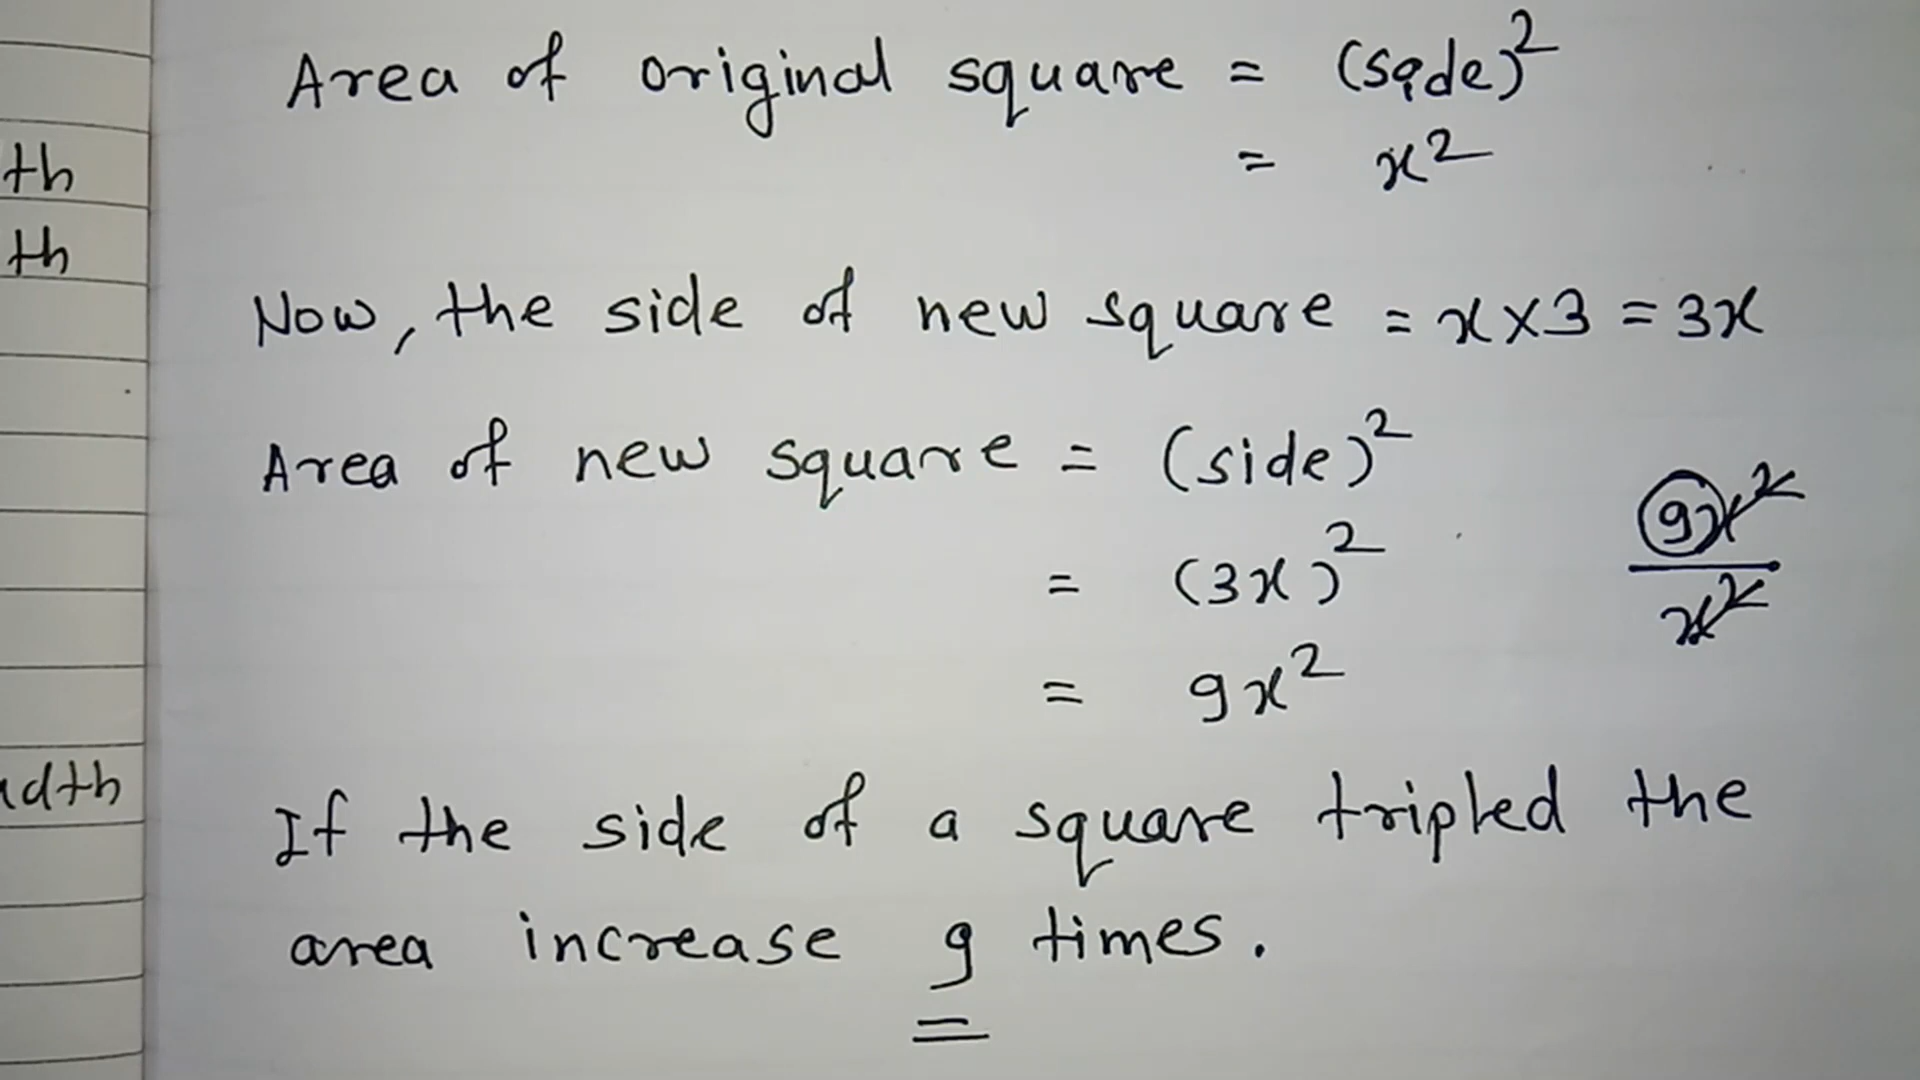 th
th
adth
Area of original square = (side)²
= x²
Now, the side of new square = x×3 = 3x
Area of new square = (side)²
= (3x)²
= 9x²
9x²
x²
If the side of a square tripled the
area increase 9 times.